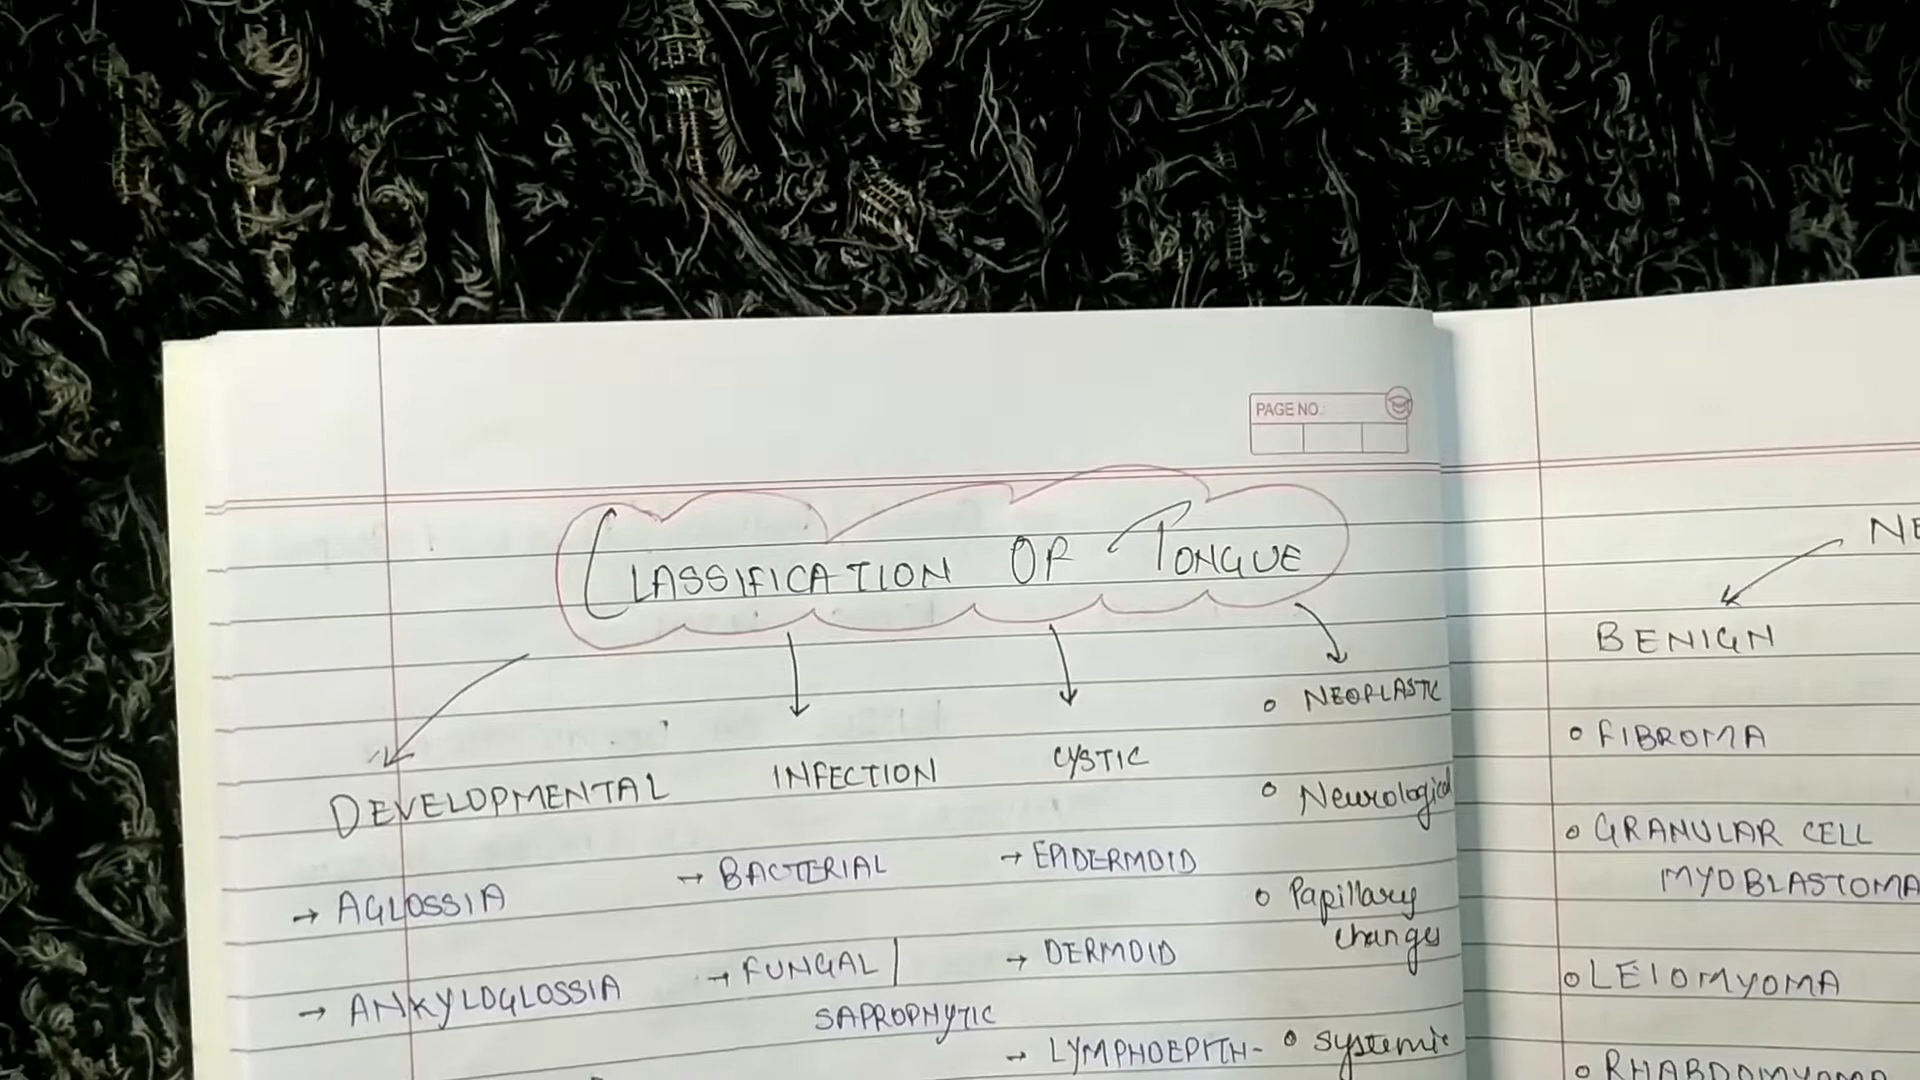 PAGE NO.
CLASSIFICATION OF TONGUE
DEVELOPMENTAL
→ AGLOSSIA
→ ANKYLOGLOSSIA
INFECTION
→ BACTERIAL
→ FUNGAL |
SAPROPHYTIC
CYSTIC
→ EPIDERMOID
→ DERMOID
→ LYMPHOEPITH-
o NEOPLASTIC
o Neurological
o Papillary
changes
o Systemic
NE
BENIGN
o FIBROMA
o GRANULAR CELL
MYOBLASTOMA
o LEIOMYOMA
o RHABDOMYOMA